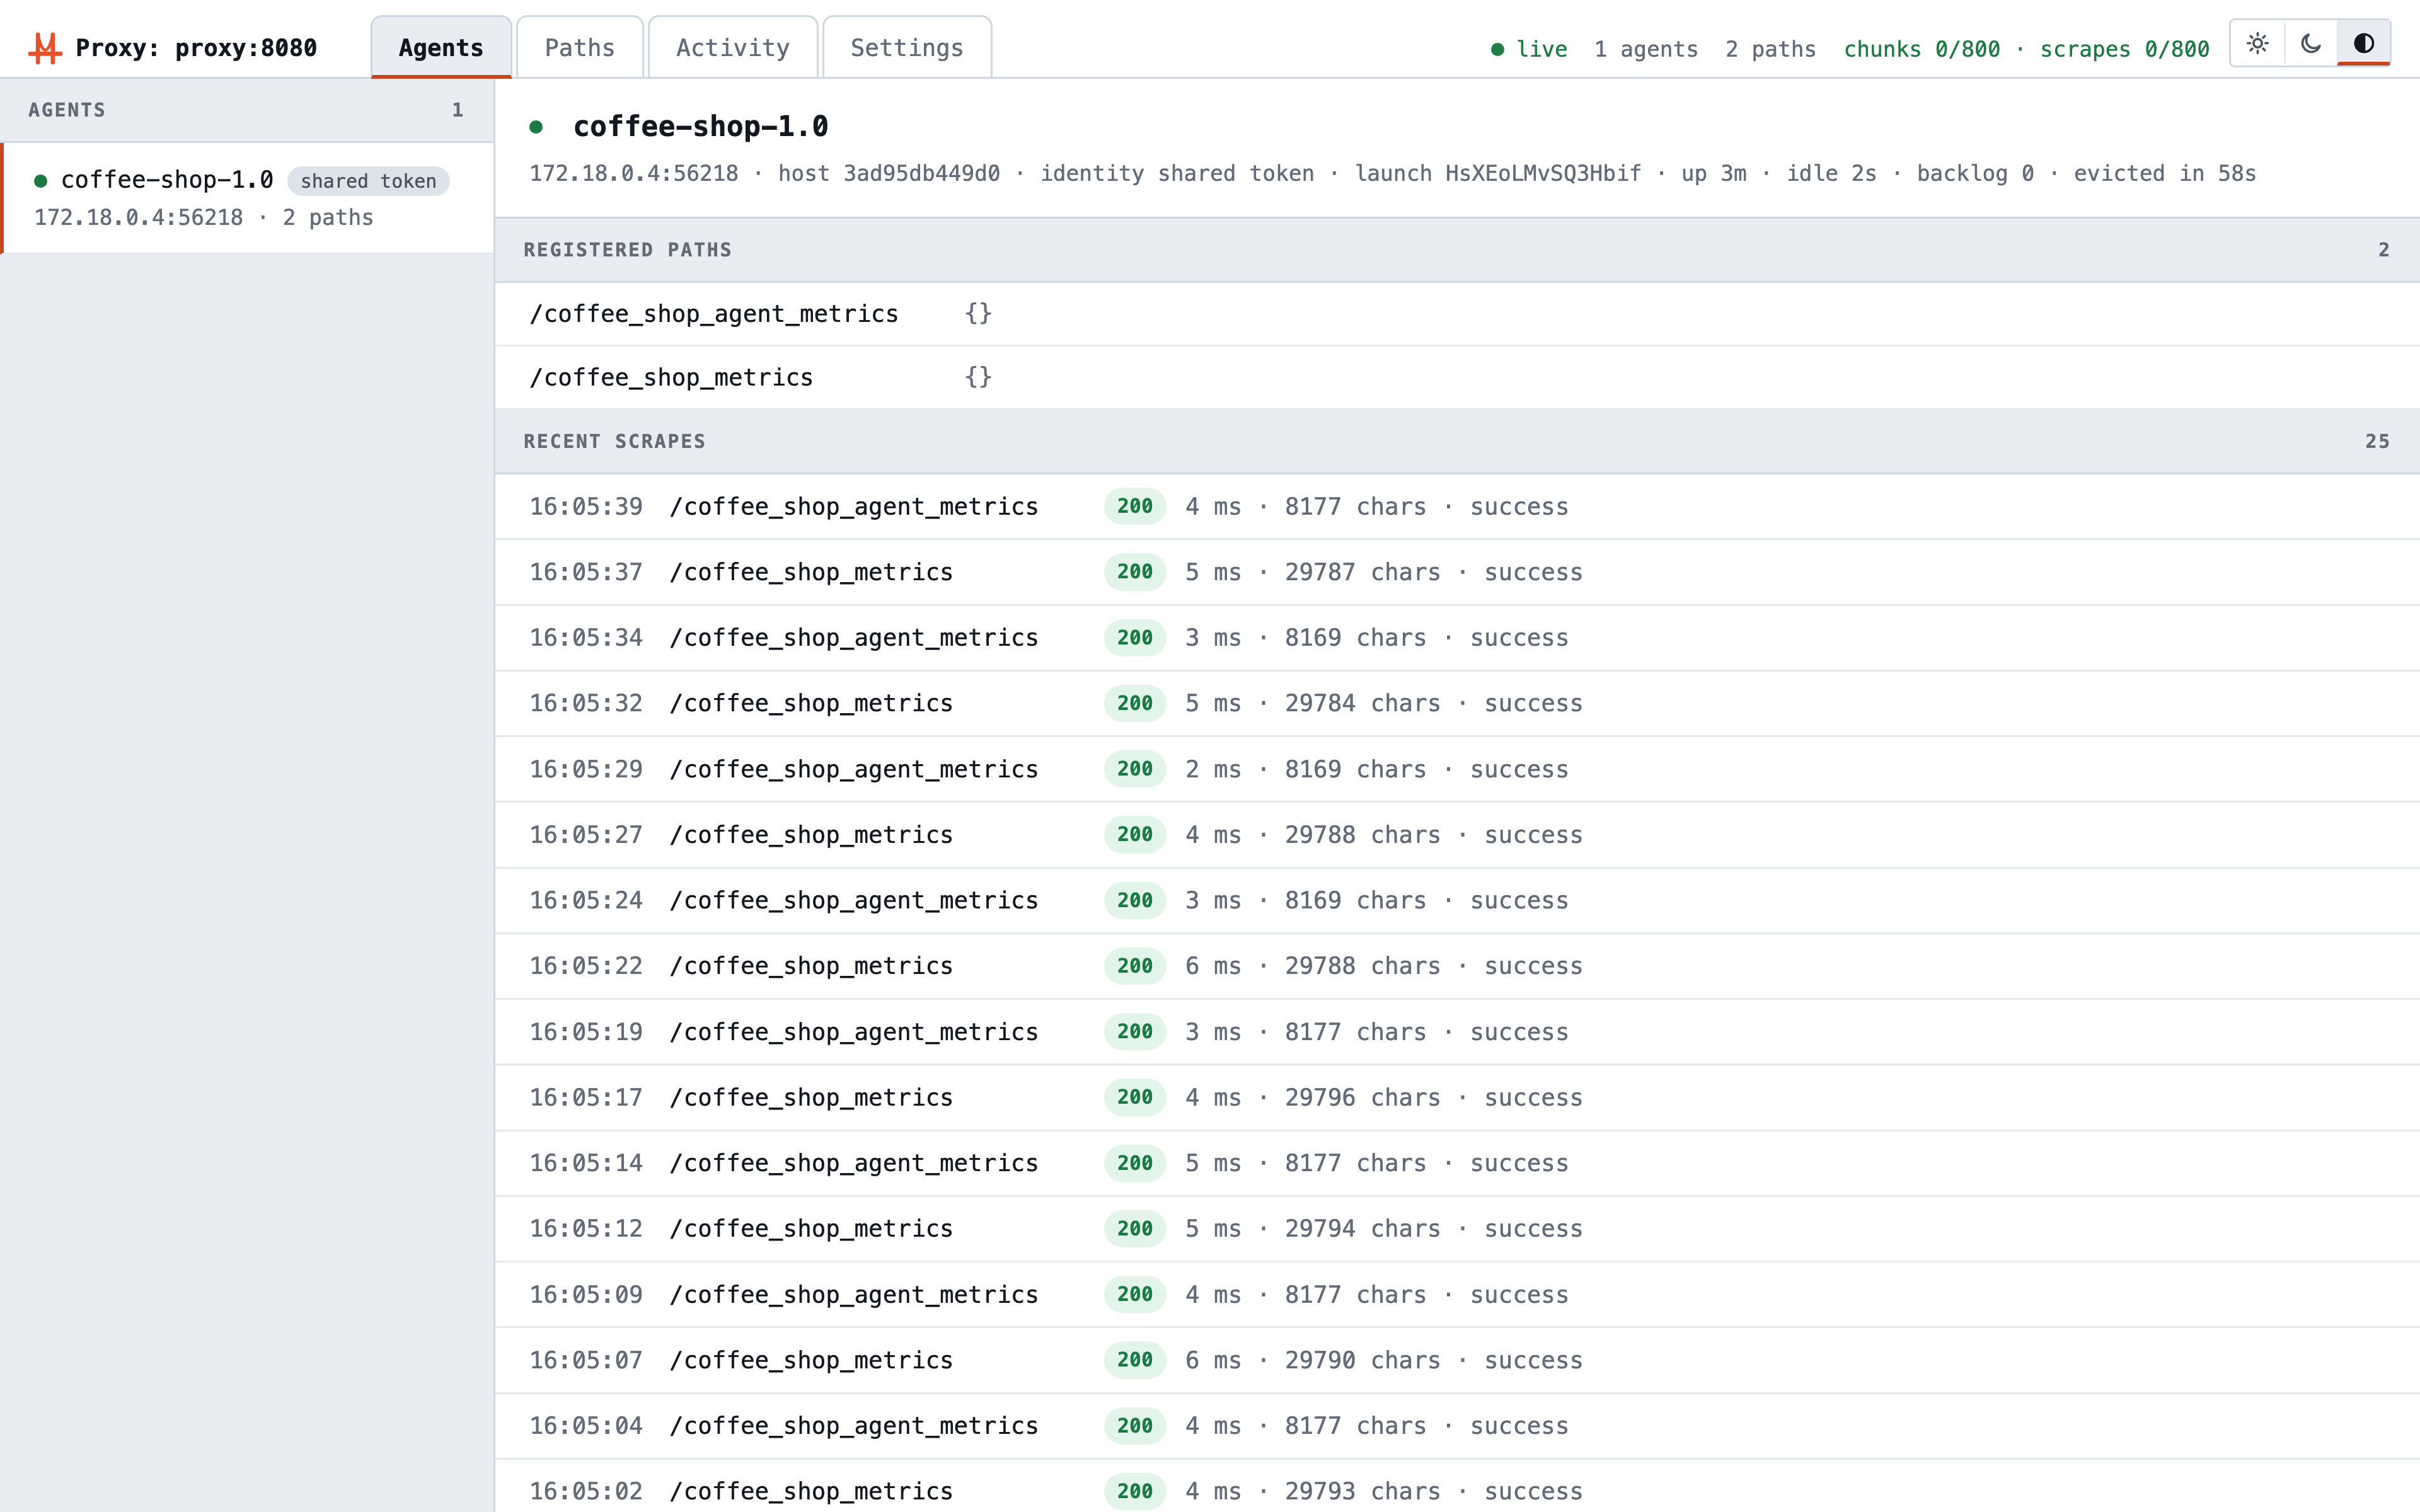 Proxy: proxy:8080 Agents Paths Activity Settings live 1 agents 2 paths chunks 0/800 · scrapes 0/800
AGENTS 1
coffee-shop-1.0 shared token
172.18.0.4:56218 · 2 paths
coffee-shop-1.0
172.18.0.4:56218 · host 3ad95db449d0 · identity shared token · launch HsXEoLMvSQ3Hbif · up 3m · idle 2s · backlog 0 · evicted in 58s
REGISTERED PATHS 2
/coffee_shop_agent_metrics {}
/coffee_shop_metrics {}
RECENT SCRAPES 25
16:05:39 /coffee_shop_agent_metrics 200 4 ms · 8177 chars · success
16:05:37 /coffee_shop_metrics 200 5 ms · 29787 chars · success
16:05:34 /coffee_shop_agent_metrics 200 3 ms · 8169 chars · success
16:05:32 /coffee_shop_metrics 200 5 ms · 29784 chars · success
16:05:29 /coffee_shop_agent_metrics 200 2 ms · 8169 chars · success
16:05:27 /coffee_shop_metrics 200 4 ms · 29788 chars · success
16:05:24 /coffee_shop_agent_metrics 200 3 ms · 8169 chars · success
16:05:22 /coffee_shop_metrics 200 6 ms · 29788 chars · success
16:05:19 /coffee_shop_agent_metrics 200 3 ms · 8177 chars · success
16:05:17 /coffee_shop_metrics 200 4 ms · 29796 chars · success
16:05:14 /coffee_shop_agent_metrics 200 5 ms · 8177 chars · success
16:05:12 /coffee_shop_metrics 200 5 ms · 29794 chars · success
16:05:09 /coffee_shop_agent_metrics 200 4 ms · 8177 chars · success
16:05:07 /coffee_shop_metrics 200 6 ms · 29790 chars · success
16:05:04 /coffee_shop_agent_metrics 200 4 ms · 8177 chars · success
16:05:02 /coffee_shop_metrics 200 4 ms · 29793 chars · success